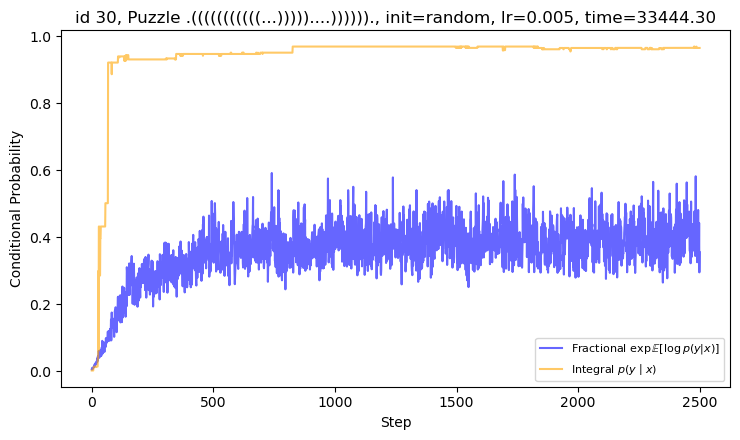 id 30, Puzzle .(((((((((((...)))))....))))))., init=random, lr=0.005, time=33444.30
Conditional Probability
1.0
0.8
0.6
0.4
0.2
0.0
0
500
1000
1500
2000
2500
Step
Fractional exp𝔼[log p(y|x)]
Integral p(y | x)